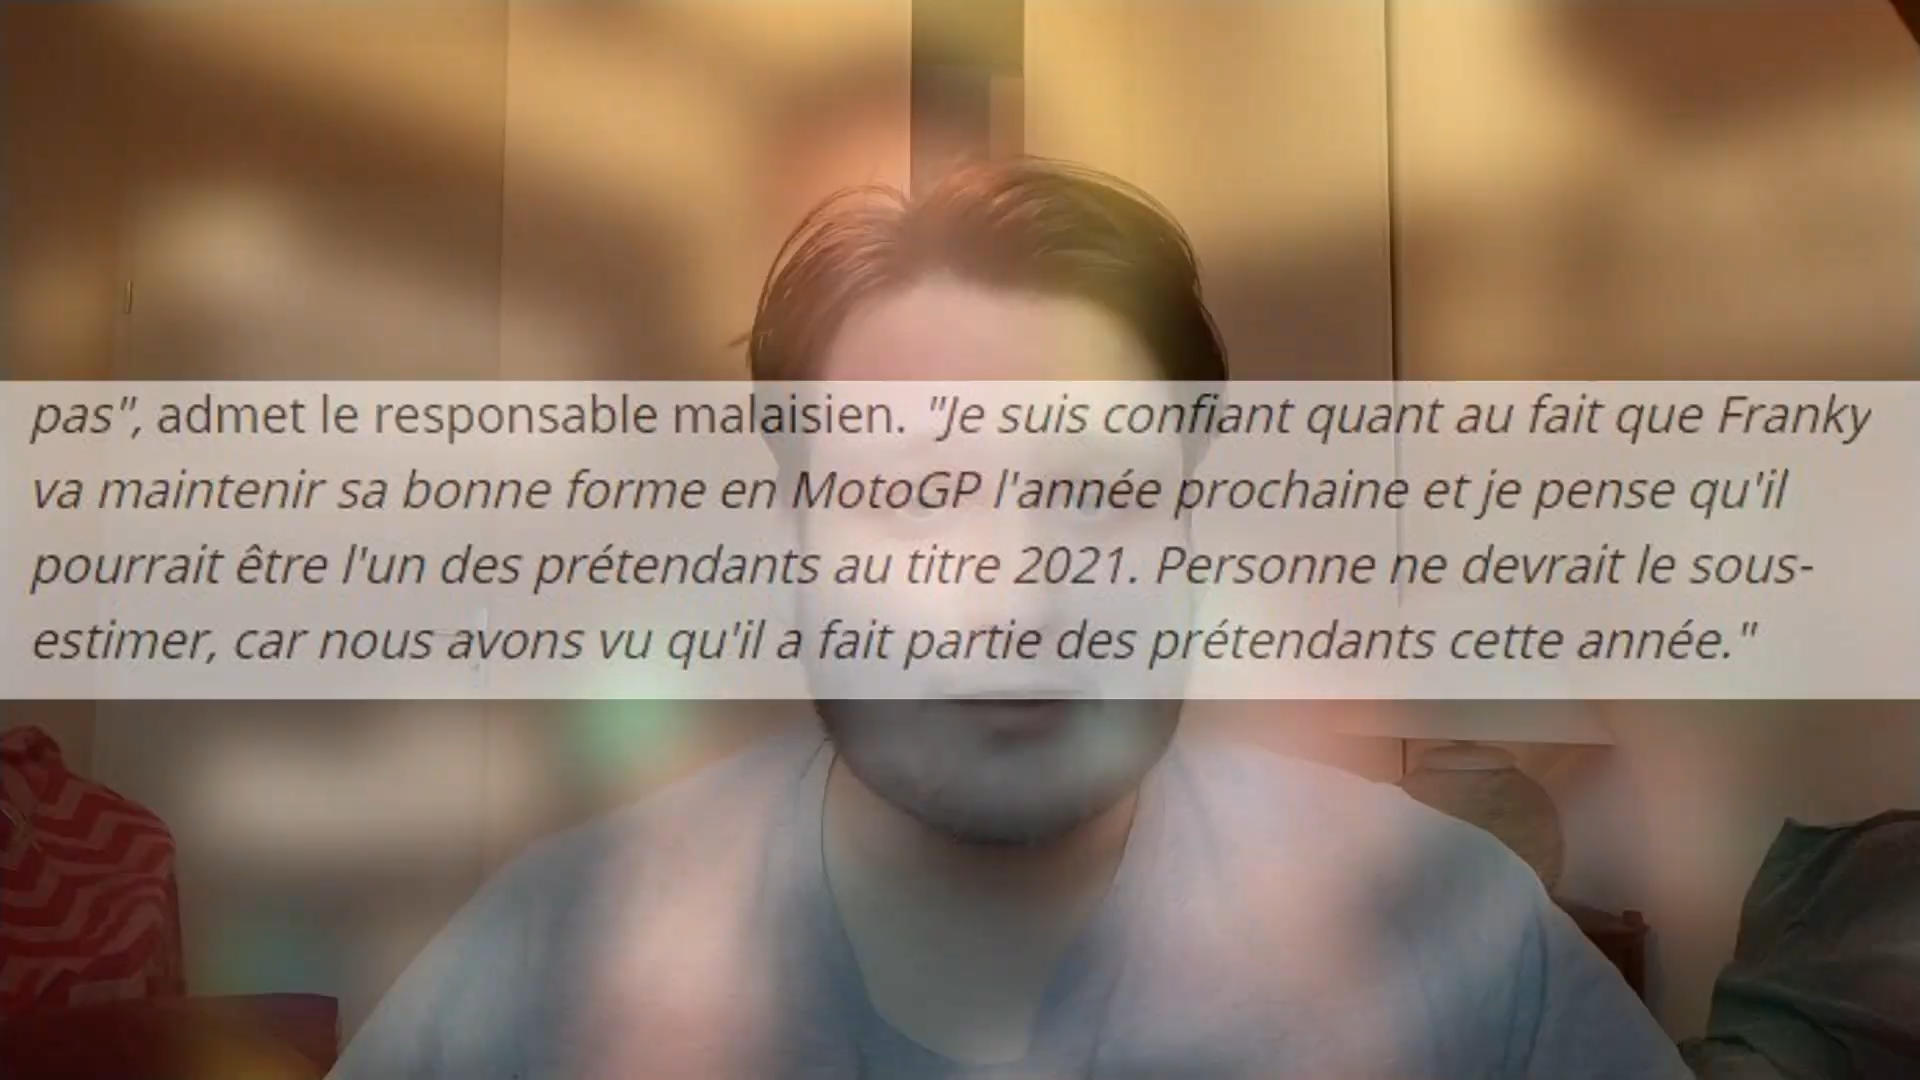 pas", admet le responsable malaisien. "Je suis confiant quant au fait que Franky
va maintenir sa bonne forme en MotoGP l'année prochaine et je pense qu'il
pourrait être l'un des prétendants au titre 2021. Personne ne devrait le sous-
estimer, car nous avons vu qu'il a fait partie des prétendants cette année."